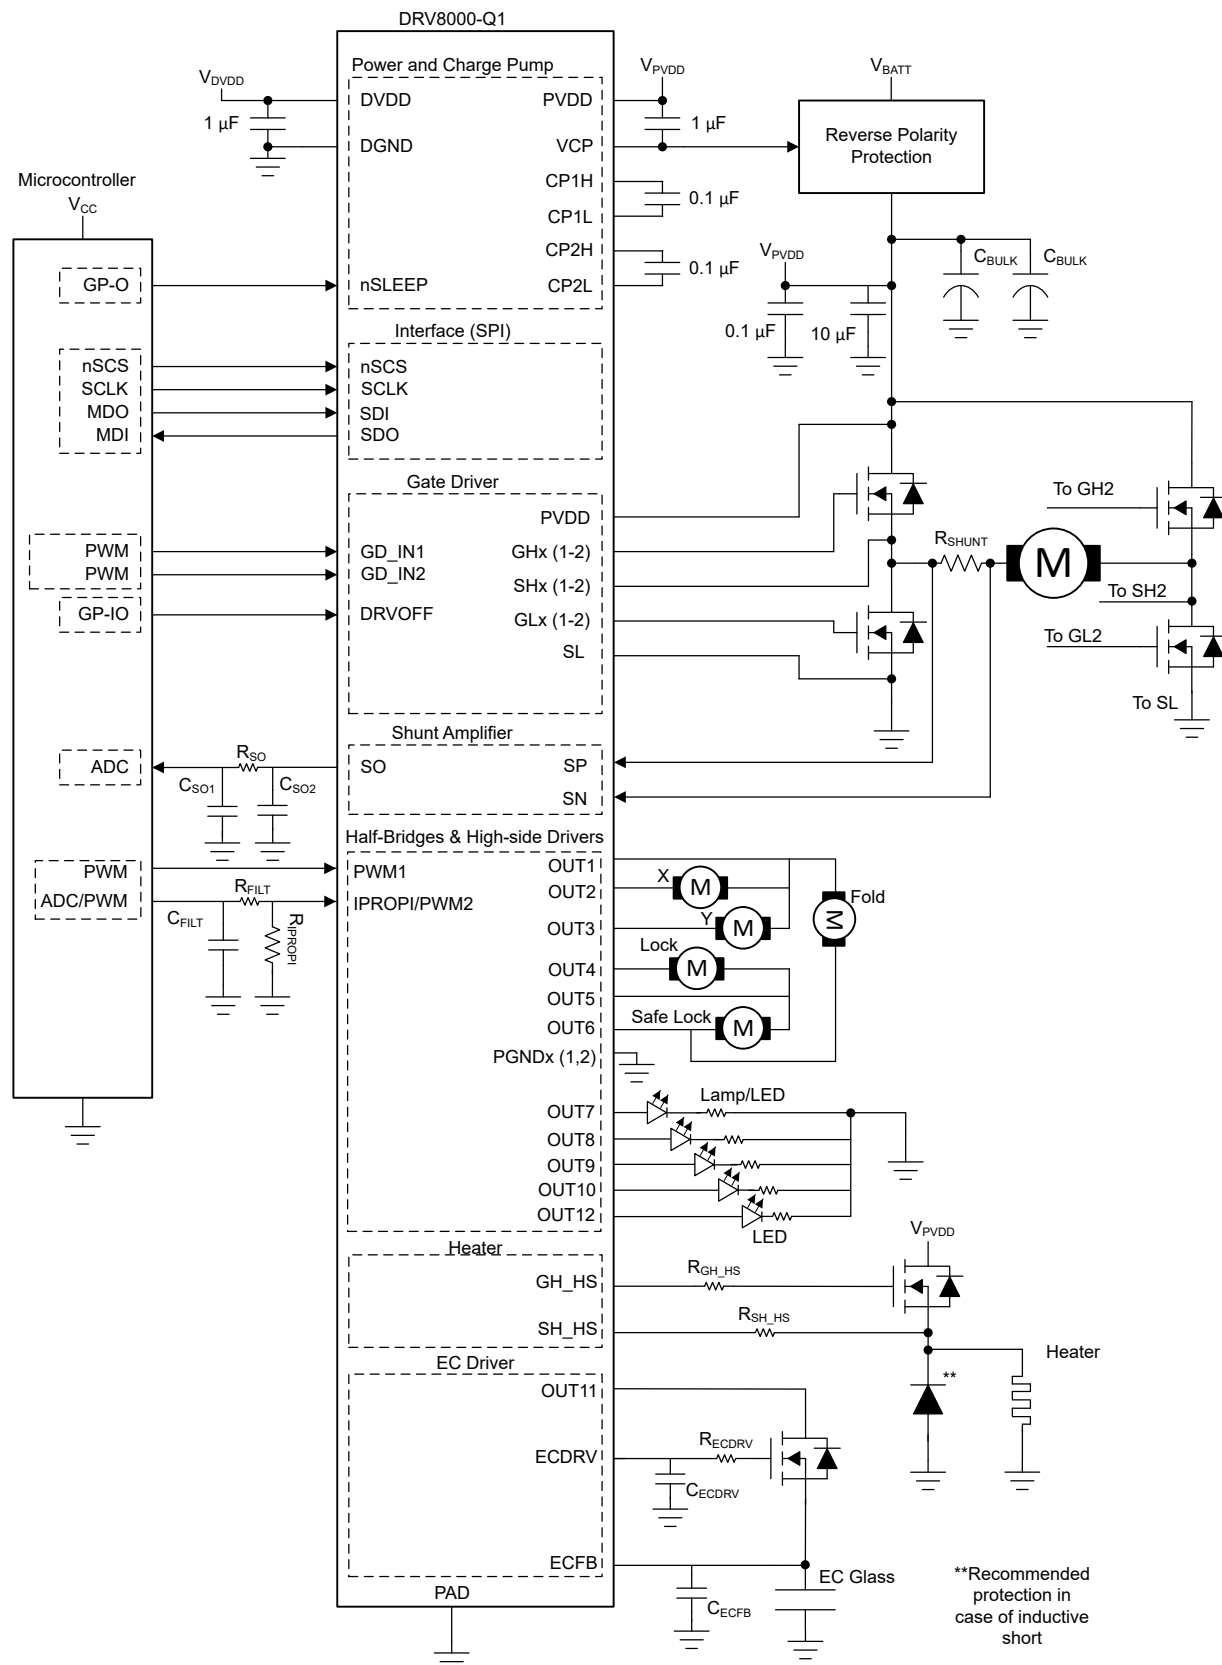 DRV8000-Q1
Power and Charge Pump
V_DVDD
1 µF
DVDD
DGND
nSLEEP
PVDD
VCP
CP1H
CP1L
CP2H
CP2L
V_PVDD
1 µF
0.1 µF
0.1 µF
V_BATT
Reverse Polarity
Protection
V_PVDD
0.1 µF
10 µF
C_BULK
C_BULK
Microcontroller
V_CC
GP-O
nSCS
SCLK
MDO
MDI
PWM
PWM
GP-IO
ADC
PWM
ADC/PWM
Interface (SPI)
nSCS
SCLK
SDI
SDO
Gate Driver
GD_IN1
GD_IN2
DRVOFF
PVDD
GHx (1-2)
SHx (1-2)
GLx (1-2)
SL
R_SHUNT
M
To GH2
To SH2
To GL2
To SL
Shunt Amplifier
R_SO
C_SO1
C_SO2
SO
SP
SN
Half-Bridges & High-side Drivers
R_FILT
C_FILT
R_IPROPI
PWM1
IPROPI/PWM2
OUT1
OUT2
OUT3
OUT4
OUT5
OUT6
PGNDx (1,2)
OUT7
OUT8
OUT9
OUT10
OUT12
X
M
Y
M
Fold
M
Lock
M
Safe Lock
M
Lamp/LED
LED
Heater
GH_HS
SH_HS
R_GH_HS
R_SH_HS
V_PVDD
**
Heater
EC Driver
OUT11
ECDRV
ECFB
R_ECDRV
C_ECDRV
C_ECFB
EC Glass
PAD
**Recommended
protection in
case of inductive
short